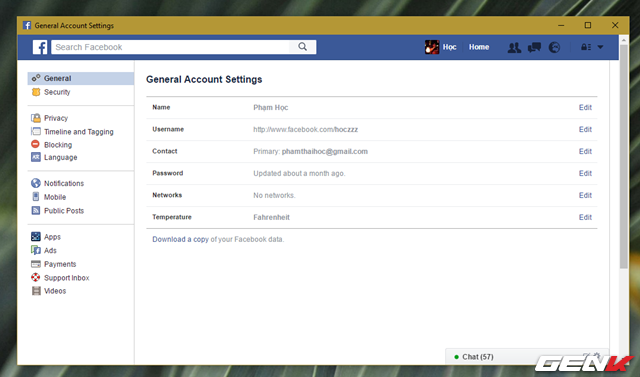 General Account Settings
Search Facebook
Học Home
General
Security
Privacy
Timeline and Tagging
Blocking
Language
Notifications
Mobile
Public Posts
Apps
Ads
Payments
Support Inbox
Videos
General Account Settings
Name Phạm Học Edit
Username http://www.facebook.com/hoczzz Edit
Contact Primary: phamthaihoc@gmail.com Edit
Password Updated about a month ago. Edit
Networks No networks. Edit
Temperature Fahrenheit Edit
Download a copy of your Facebook data.
Chat (57)
GENK